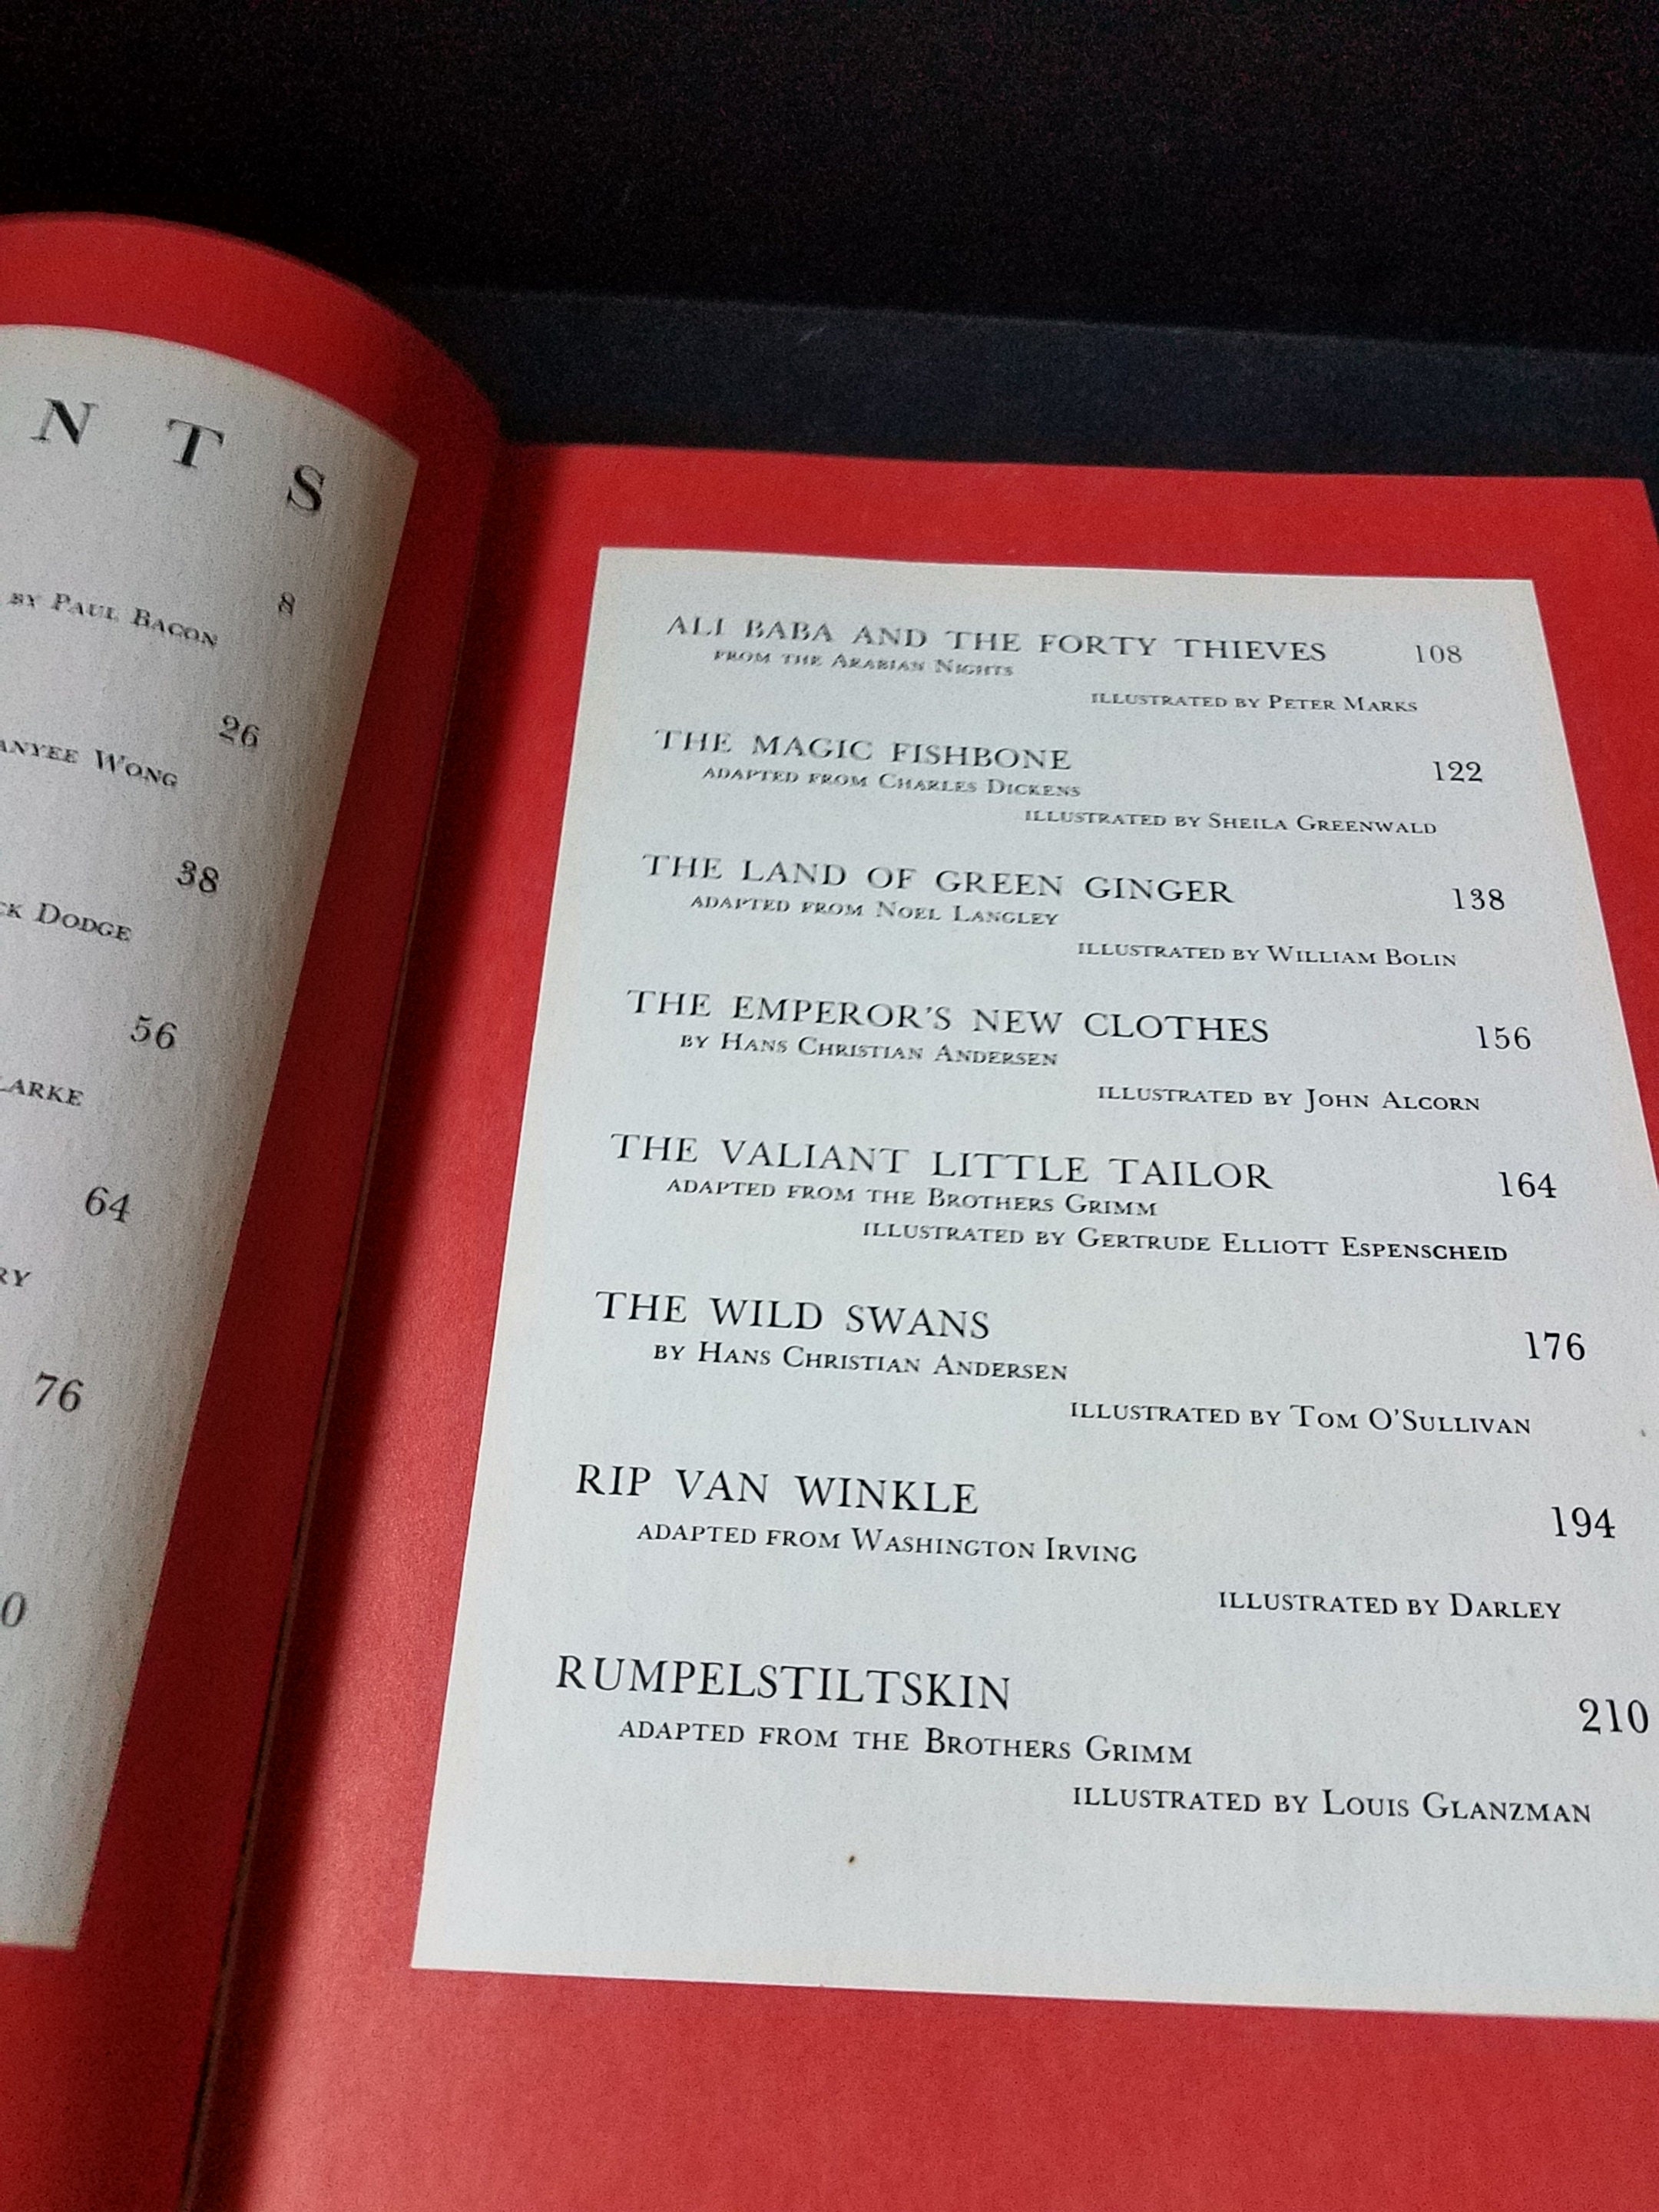 N T S
8
BY PAUL BACON
26
WONG
38
DODGE
56
64
76
ALI BABA AND THE FORTY THIEVES 108
FROM THE ARABIAN NIGHTS
ILLUSTRATED BY PETER MARKS
THE MAGIC FISHBONE 122
ADAPTED FROM CHARLES DICKENS
ILLUSTRATED BY SHEILA GREENWALD
THE LAND OF GREEN GINGER 138
ADAPTED FROM NOEL LANGLEY
ILLUSTRATED BY WILLIAM BOLIN
THE EMPEROR'S NEW CLOTHES 156
BY HANS CHRISTIAN ANDERSEN
ILLUSTRATED BY JOHN ALCORN
THE VALIANT LITTLE TAILOR 164
ADAPTED FROM THE BROTHERS GRIMM
ILLUSTRATED BY GERTRUDE ELLIOTT ESPENSCHEID
THE WILD SWANS 176
BY HANS CHRISTIAN ANDERSEN
ILLUSTRATED BY TOM O'SULLIVAN
RIP VAN WINKLE 194
ADAPTED FROM WASHINGTON IRVING
ILLUSTRATED BY DARLEY
RUMPELSTILTSKIN 210
ADAPTED FROM THE BROTHERS GRIMM
ILLUSTRATED BY LOUIS GLANZMAN